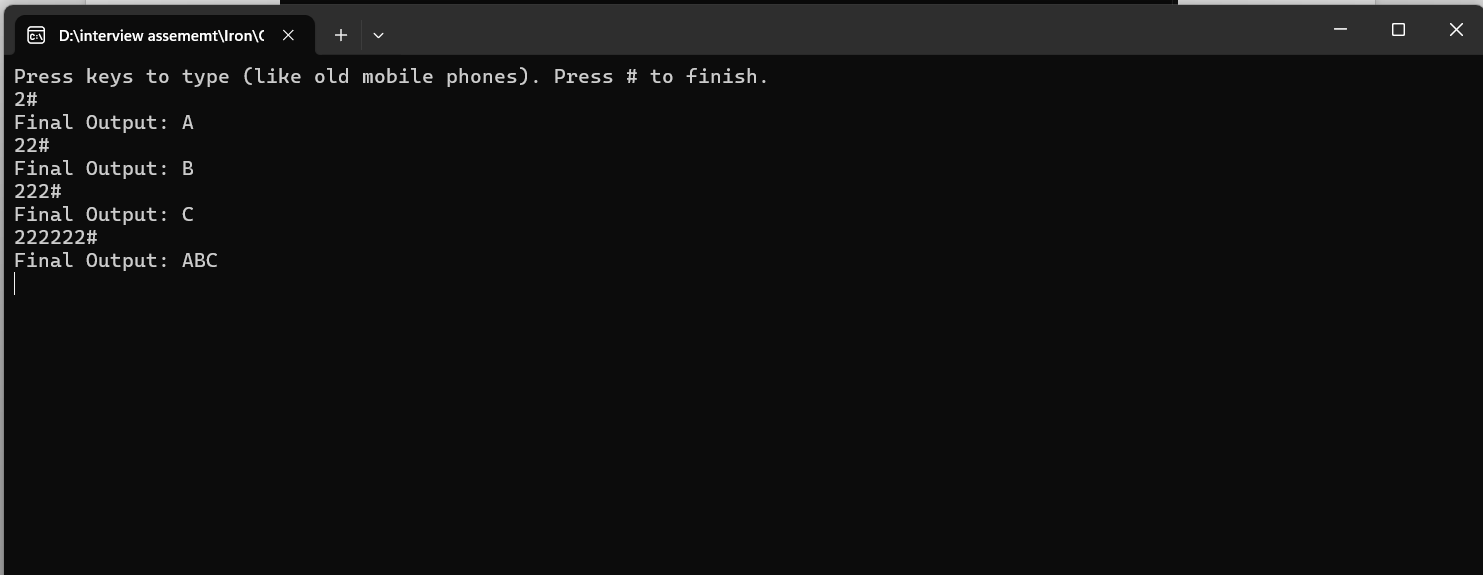 D:\interview assememt\Iron\C
Press keys to type (like old mobile phones). Press # to finish.
2#
Final Output: A
22#
Final Output: B
222#
Final Output: C
222222#
Final Output: ABC